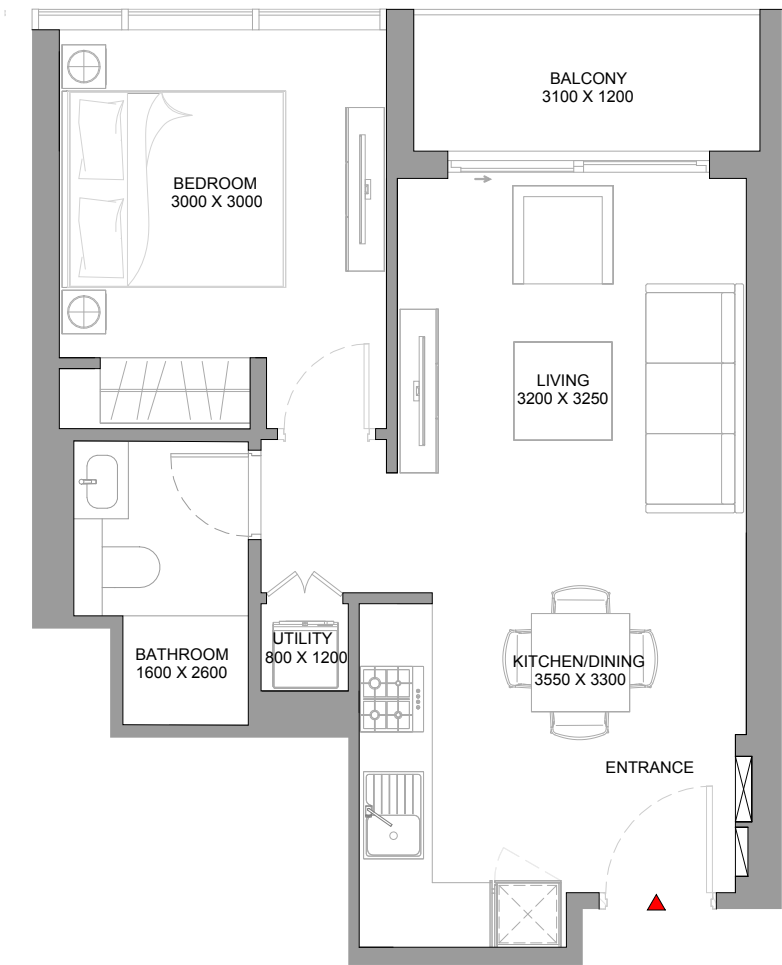 BALCONY
3100 X 1200
BEDROOM
3000 X 3000
LIVING
3200 X 3250
BATHROOM
1600 X 2600
UTILITY
800 X 1200
KITCHEN/DINING
3550 X 3300
ENTRANCE